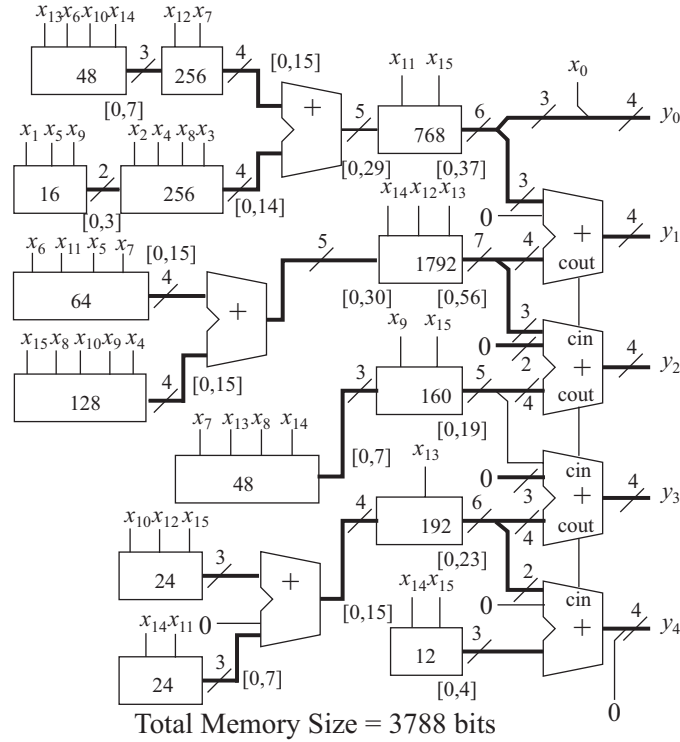 x13 x6 x10 x14 x12 x7
48 3 256 4 [0,15]
[0,7]
+ 5 x11 x15 768 6 3 x0 4 y0
x1 x5 x9 x2 x4 x8 x3
16 2 256 4 [0,29] [0,37]
[0,3] [0,14]
x14 x12 x13 0 3 + 4 y1
x6 x11 x5 x7 [0,15] 5 1792 7 4 cout
64 4 + [0,30] [0,56]
x9 x15 3 cin
x15 x8 x10 x9 x4 0 2 + 4 y2
128 4 [0,15] 3 160 5 4 cout
x7 x13 x8 x14 [0,19]
48 [0,7] x13 0 cin
3 + 4 y3
x10 x12 x15 4 192 6 4 cout
24 3 + [0,23]
[0,15] x14 x15 2 cin
x14 x11 0 0 + 4 y4
24 3 [0,7] 12 3
[0,4] 0
Total Memory Size = 3788 bits